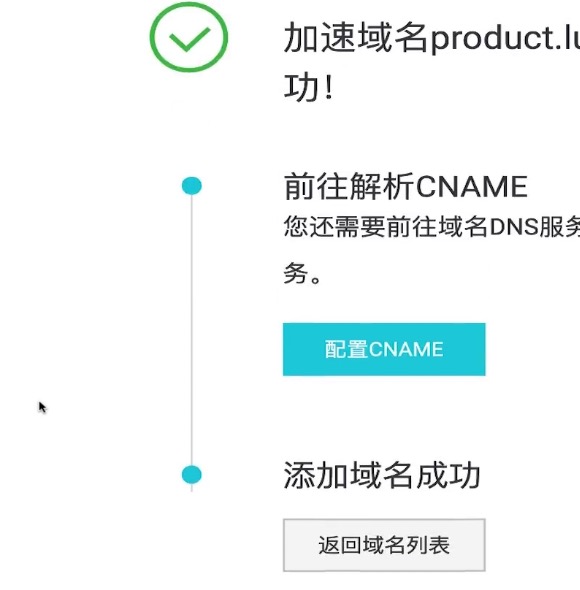 加速域名product.lu
功！
前往解析CNAME
您还需要前往域名DNS服务
务。
配置CNAME
添加域名成功
返回域名列表